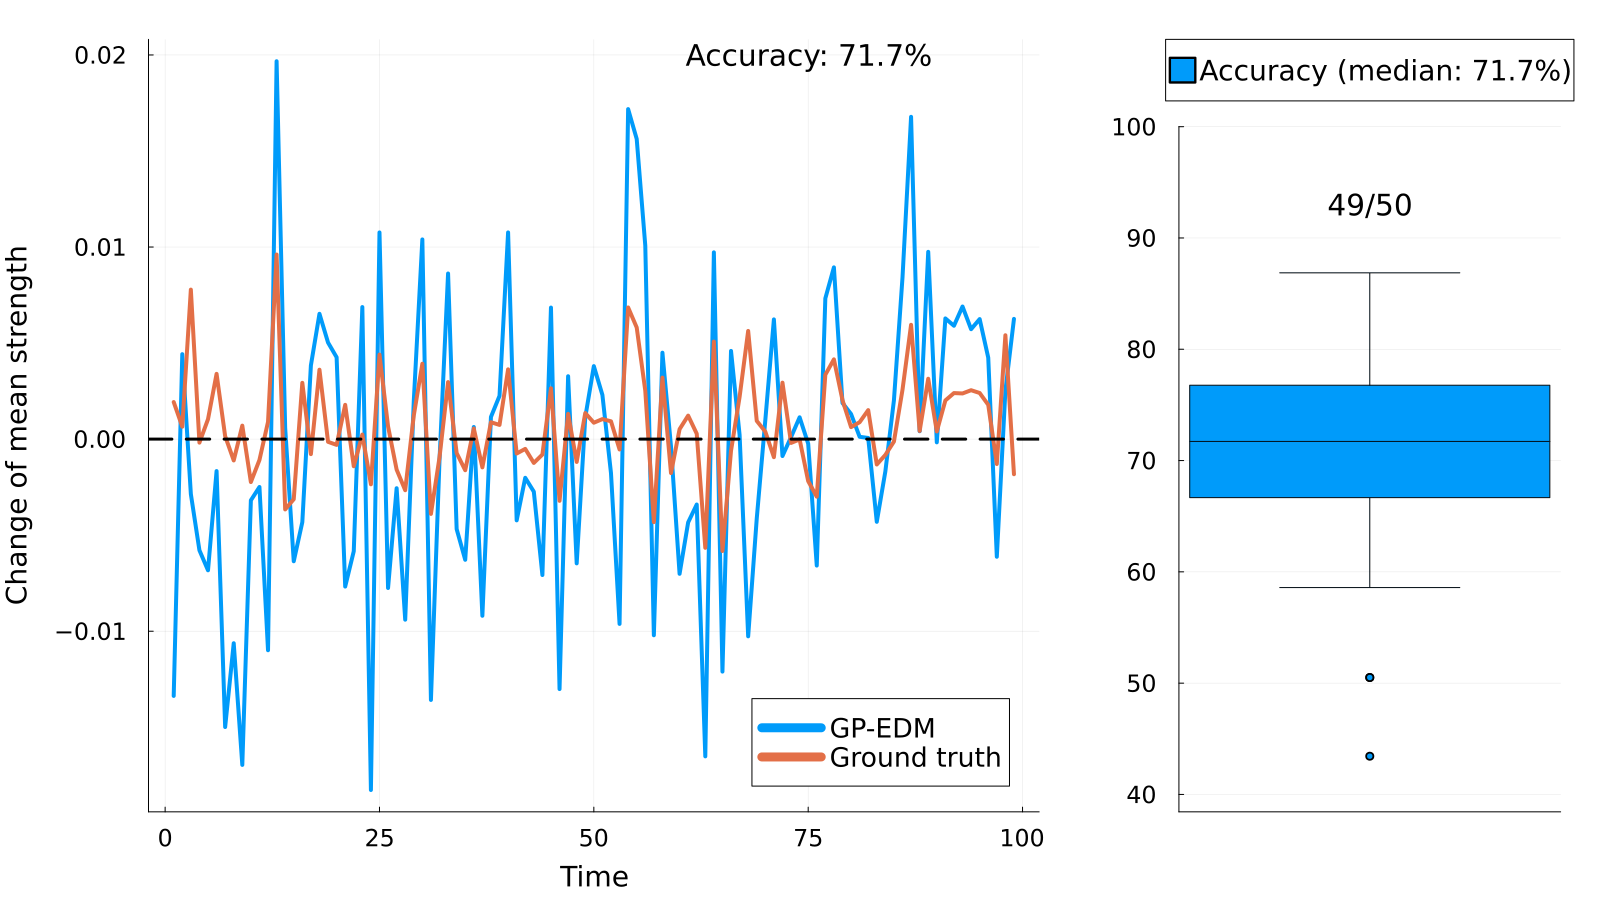 Accuracy: 71.7%
0.02
0.01
0.00
−0.01
Change of mean strength
0
25
50
75
100
Time
GP-EDM
Ground truth
Accuracy (median: 71.7%)
49/50
100
90
80
70
60
50
40